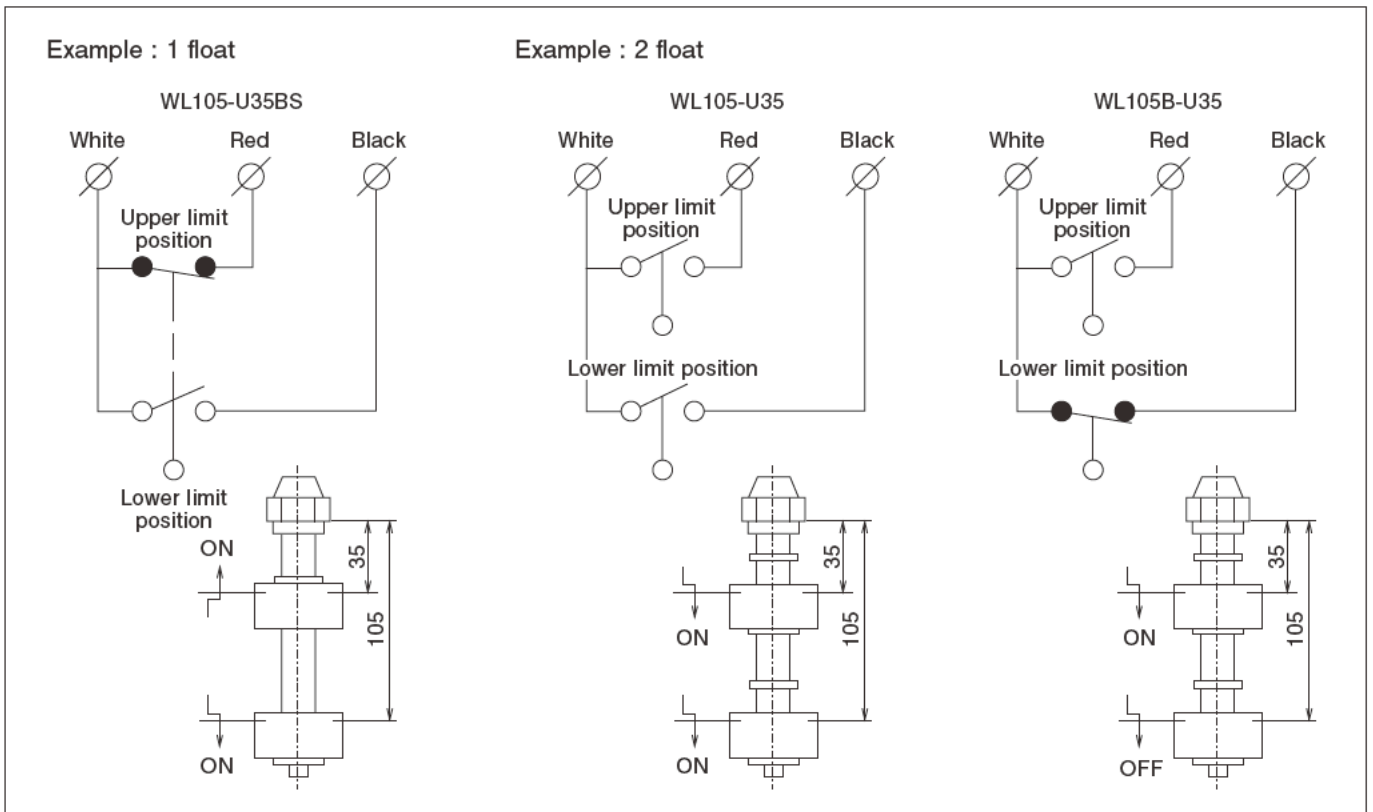 Example : 1 float
WL105-U35BS
White Red Black
Upper limit
position
Lower limit
position
ON
35
105
ON
Example : 2 float
WL105-U35
White Red Black
Upper limit
position
Lower limit position
35
ON
105
ON
WL105B-U35
White Red Black
Upper limit
position
Lower limit position
35
ON
105
OFF